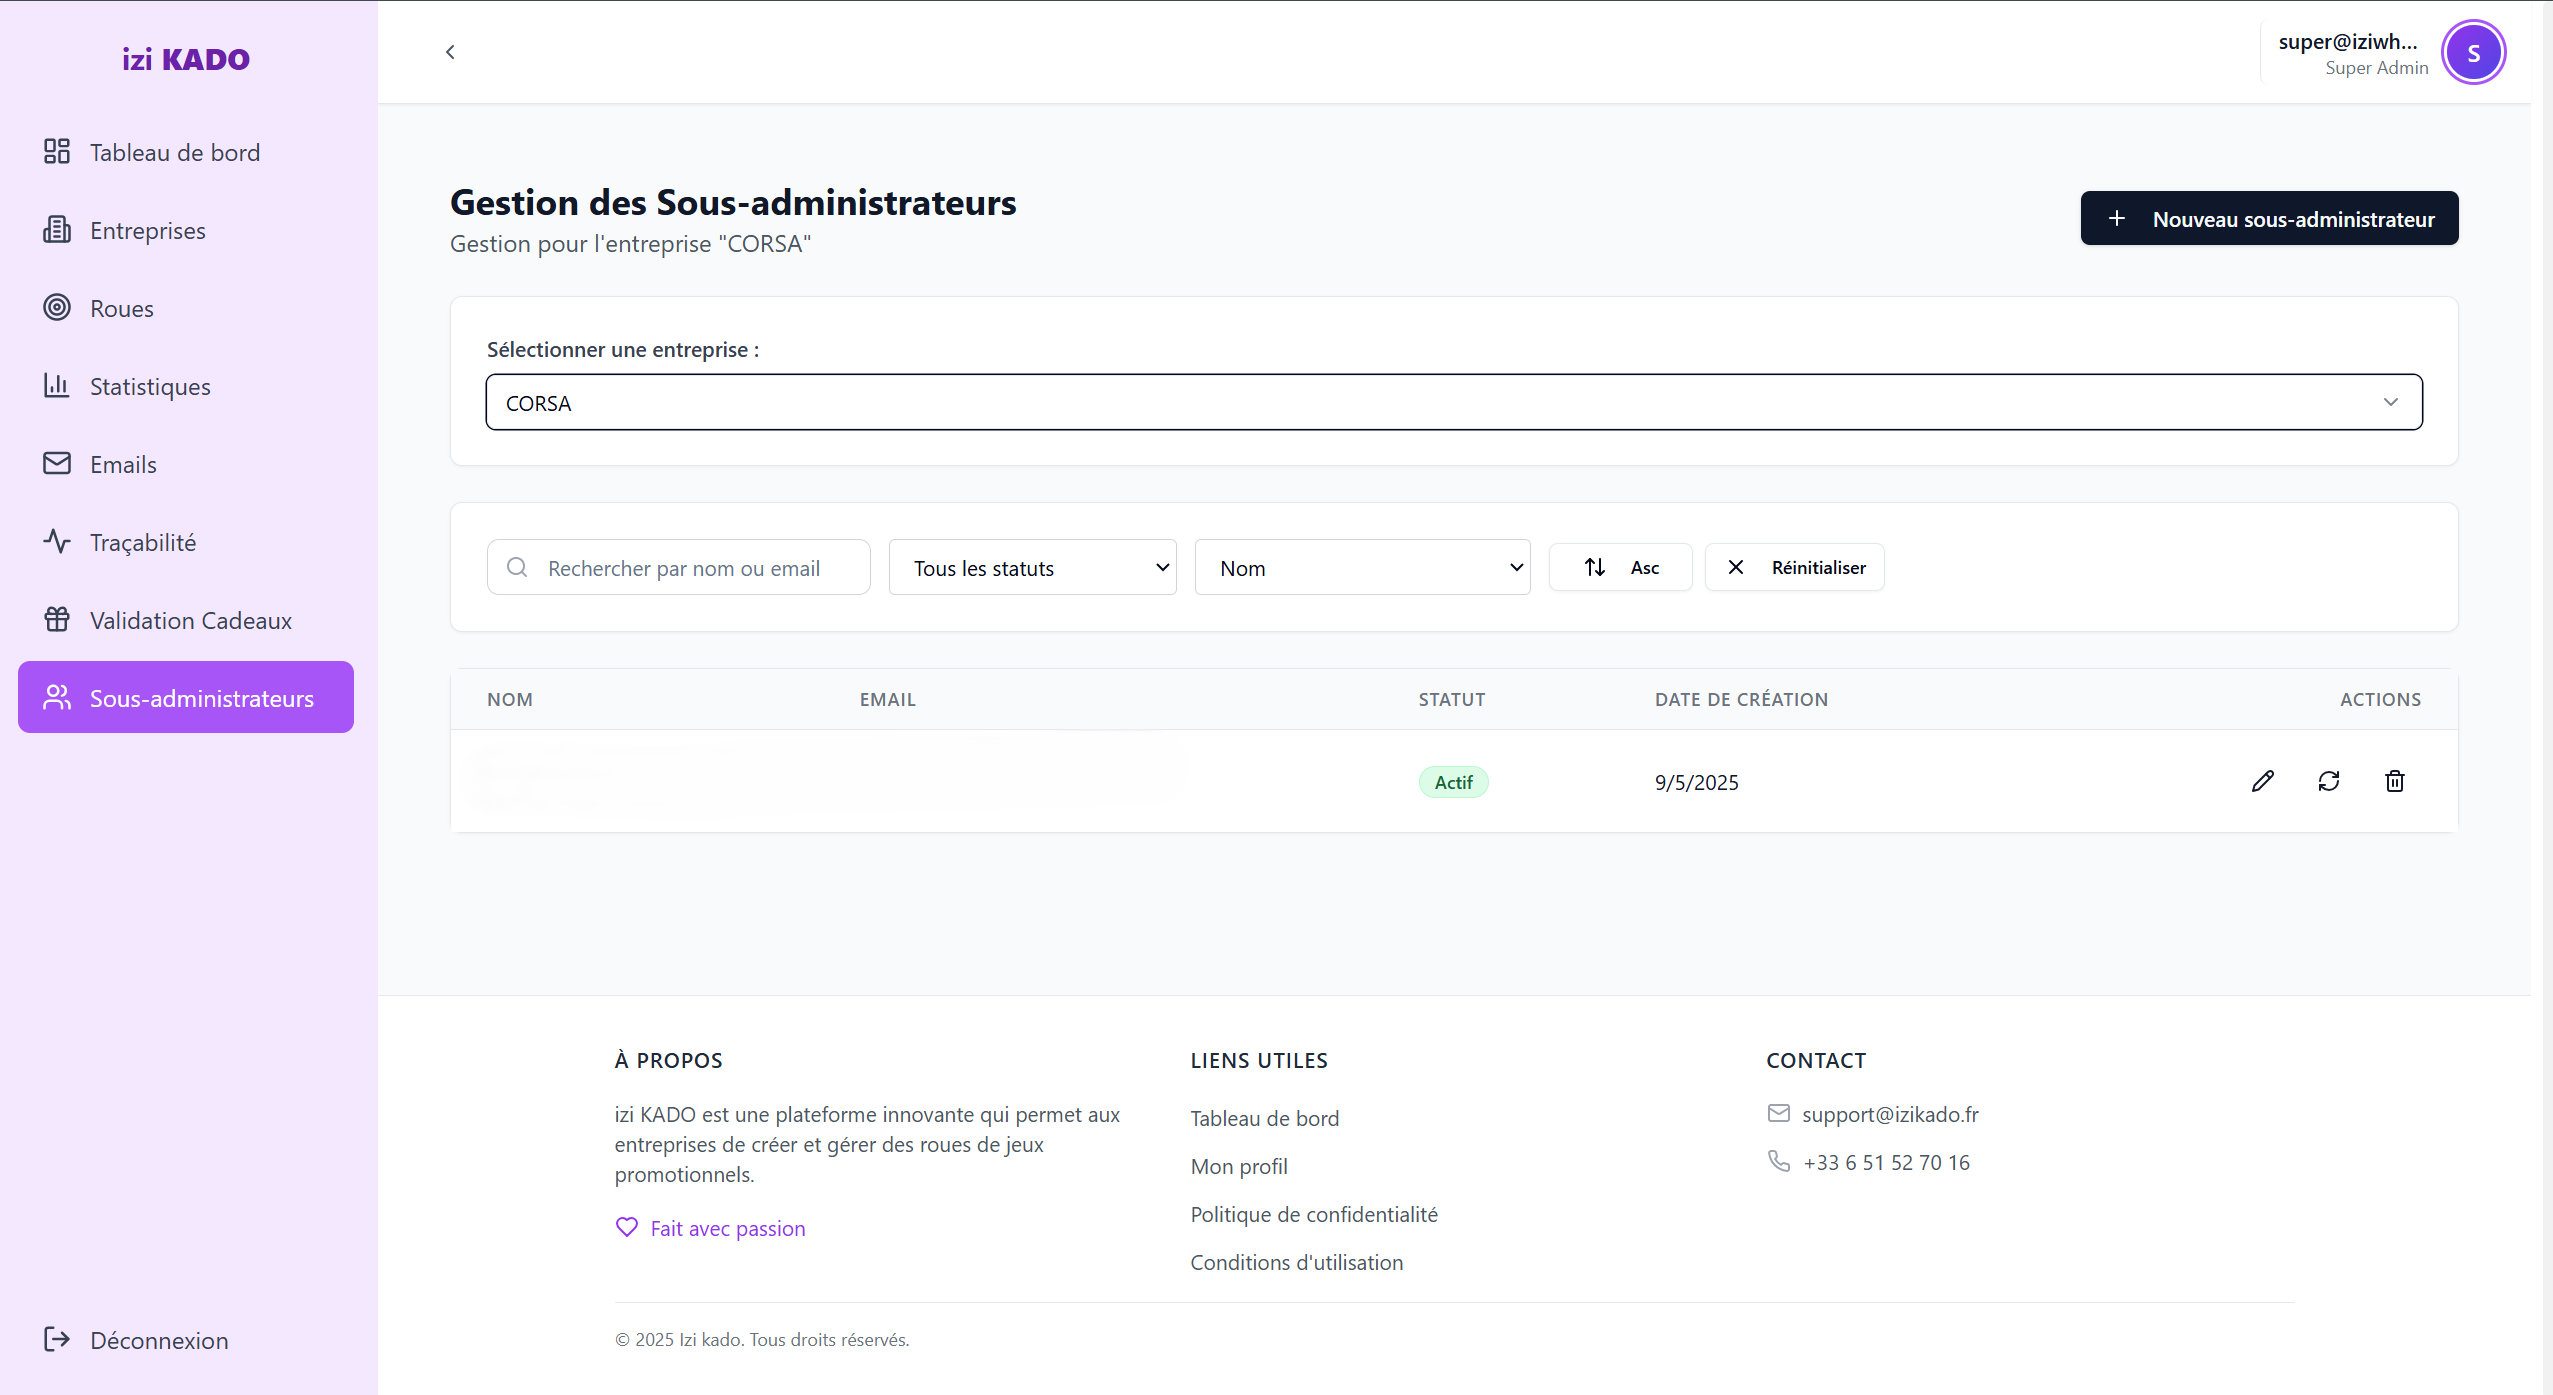 izi KADO
Tableau de bord
Entreprises
Roues
Statistiques
Emails
Traçabilité
Validation Cadeaux
Sous-administrateurs
Déconnexion
super@iziwh...
Super Admin
S
Gestion des Sous-administrateurs
Gestion pour l'entreprise "CORSA"
Nouveau sous-administrateur
Sélectionner une entreprise :
CORSA
Rechercher par nom ou email
Tous les statuts
Nom
Asc
Réinitialiser
NOM EMAIL STATUT DATE DE CRÉATION ACTIONS
Actif 9/5/2025
À PROPOS
izi KADO est une plateforme innovante qui permet aux
entreprises de créer et gérer des roues de jeux
promotionnels.
Fait avec passion
LIENS UTILES
Tableau de bord
Mon profil
Politique de confidentialité
Conditions d'utilisation
CONTACT
support@izikado.fr
+33 6 51 52 70 16
© 2025 Izi kado. Tous droits réservés.